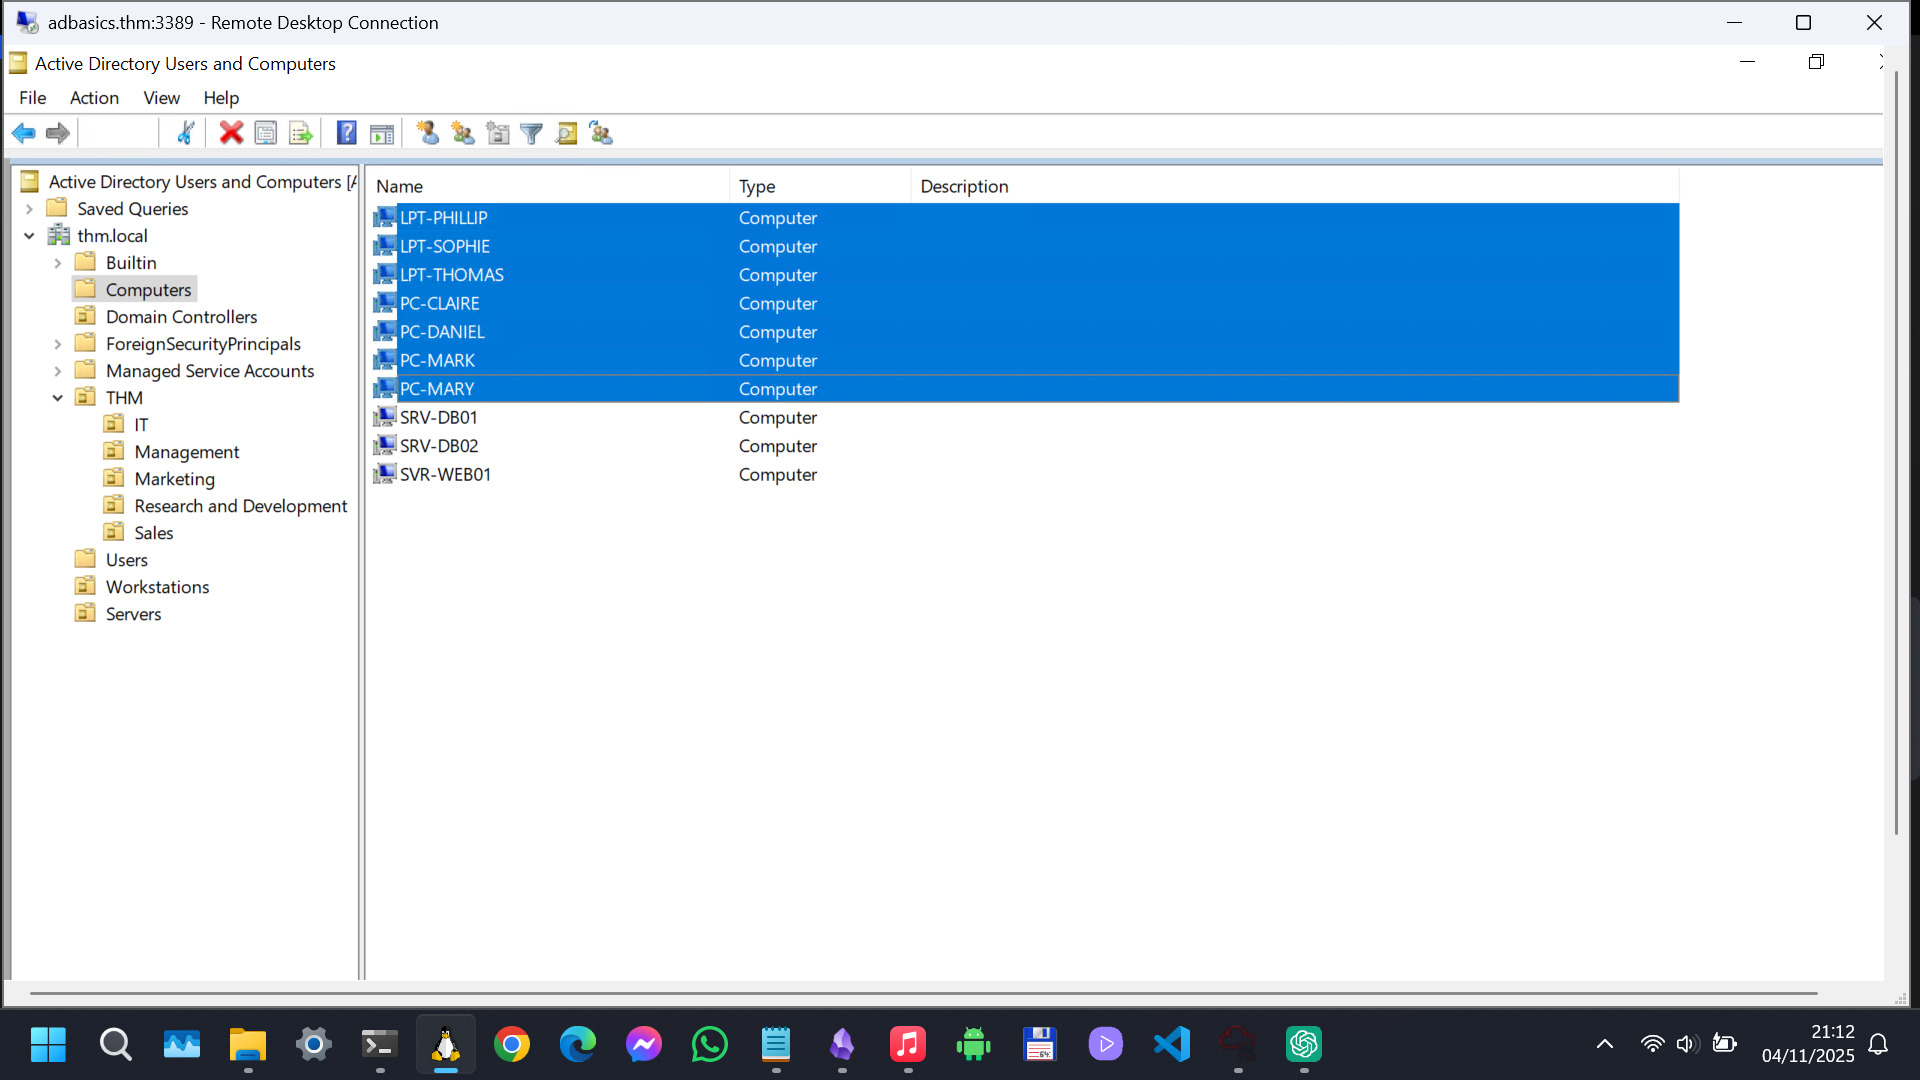 adbasics.thm:3389 - Remote Desktop Connection
Active Directory Users and Computers
File Action View Help
Active Directory Users and Computers [A
Saved Queries
thm.local
Builtin
Computers
Domain Controllers
ForeignSecurityPrincipals
Managed Service Accounts
THM
IT
Management
Marketing
Research and Development
Sales
Users
Workstations
Servers
Name Type Description
LPT-PHILLIP Computer
LPT-SOPHIE Computer
LPT-THOMAS Computer
PC-CLAIRE Computer
PC-DANIEL Computer
PC-MARK Computer
PC-MARY Computer
SRV-DB01 Computer
SRV-DB02 Computer
SVR-WEB01 Computer
64
21:12
04/11/2025